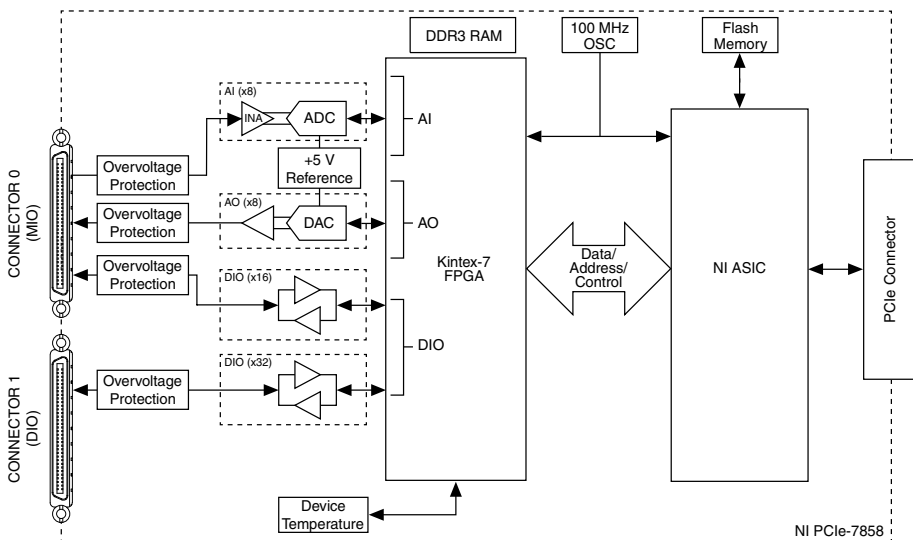 DDR3 RAM
100 MHz
OSC
Flash
Memory
AI (x8)
INA
ADC
AI
+5 V
Reference
Overvoltage
Protection
CONNECTOR 0
(MIO)
AO (x8)
DAC
AO
Overvoltage
Protection
Kintex-7
FPGA
Data/
Address/
Control
NI ASIC
PCIe Connector
Overvoltage
Protection
DIO (x16)
DIO
CONNECTOR 1
(DIO)
Overvoltage
Protection
DIO (x32)
Device
Temperature
NI PCIe-7858